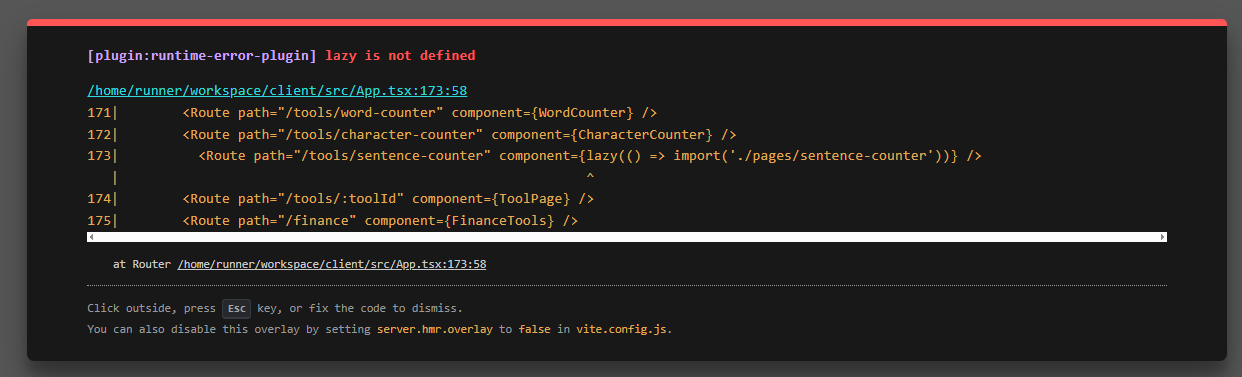 [plugin:runtime-error-plugin] lazy is not defined
/home/runner/workspace/client/src/App.tsx:173:58
171|        <Route path="/tools/word-counter" component={WordCounter} />
172|        <Route path="/tools/character-counter" component={CharacterCounter} />
173|          <Route path="/tools/sentence-counter" component={lazy(() => import('./pages/sentence-counter'))} />
   |                                                          ^
174|        <Route path="/tools/:toolId" component={ToolPage} />
175|        <Route path="/finance" component={FinanceTools} />
at Router /home/runner/workspace/client/src/App.tsx:173:58
Click outside, press Esc key, or fix the code to dismiss.
You can also disable this overlay by setting server.hmr.overlay to false in vite.config.js.